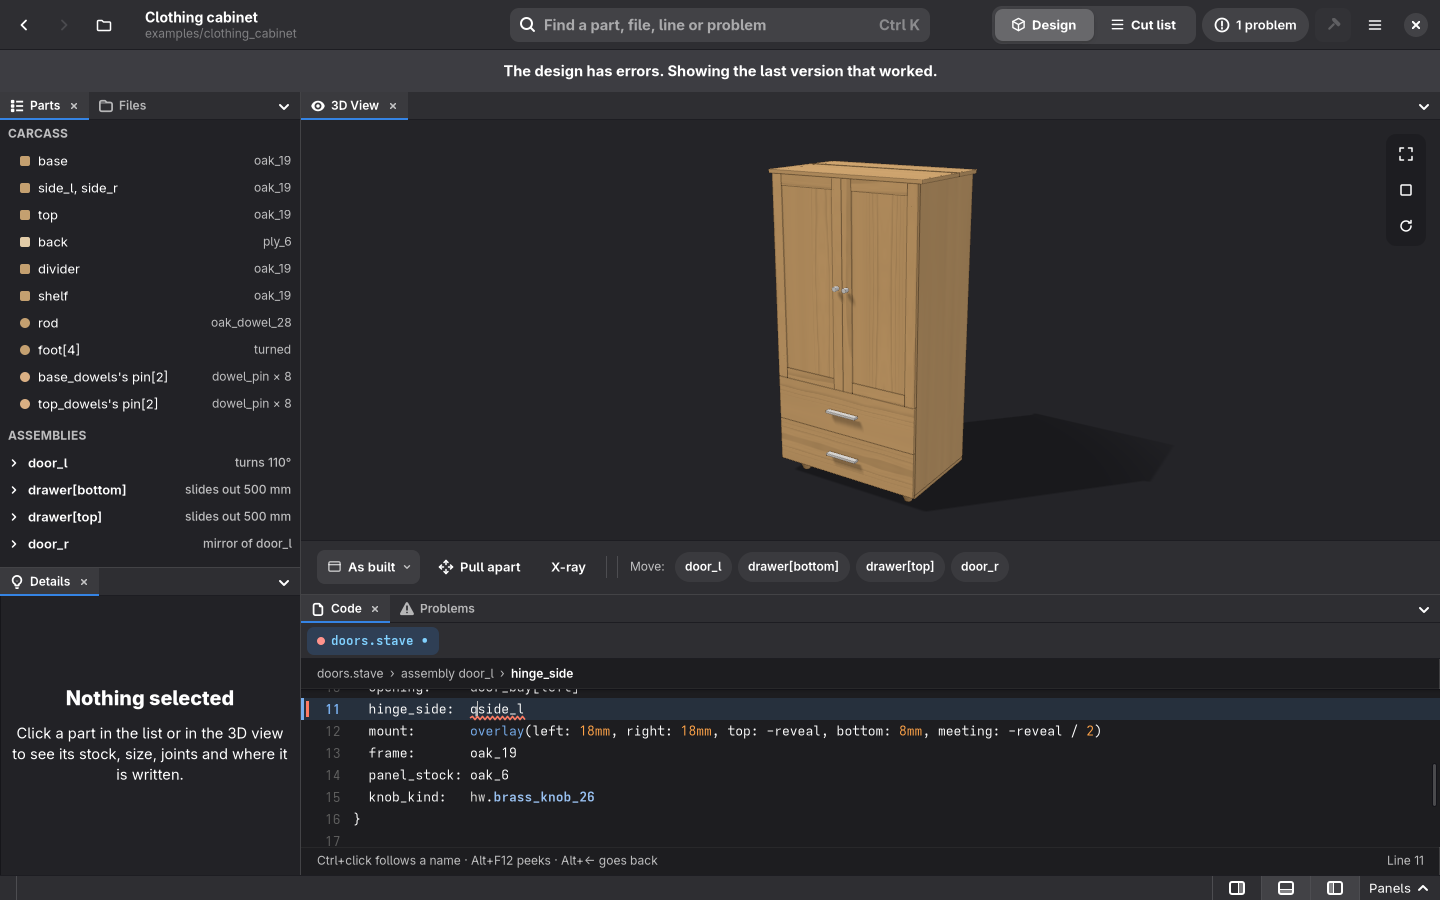 Clothing cabinet
examples/clothing_cabinet
Find a part, file, line or problem Ctrl K
Design
Cut list
1 problem
The design has errors. Showing the last version that worked.
Parts
Files
3D View
CARCASS
base oak_19
side_l, side_r oak_19
top oak_19
back ply_6
divider oak_19
shelf oak_19
rod oak_dowel_28
foot[4] turned
base_dowels's pin[2] dowel_pin × 8
top_dowels's pin[2] dowel_pin × 8
ASSEMBLIES
door_l turns 110°
drawer[bottom] slides out 500 mm
drawer[top] slides out 500 mm
door_r mirror of door_l
Details
Nothing selected
Click a part in the list or in the 3D view
to see its stock, size, joints and where it
is written.
As built
Pull apart
X-ray
Move: door_l drawer[bottom] drawer[top] door_r
Code
Problems
doors.stave •
doors.stave › assembly door_l › hinge_side
10 opening: door_bay[left]
11 hinge_side: qside_l
12 mount: overlay(left: 18mm, right: 18mm, top: -reveal, bottom: 8mm, meeting: -reveal / 2)
13 frame: oak_19
14 panel_stock: oak_6
15 knob_kind: hw.brass_knob_26
16 }
17
Ctrl+click follows a name · Alt+F12 peeks · Alt+← goes back
Line 11
Panels